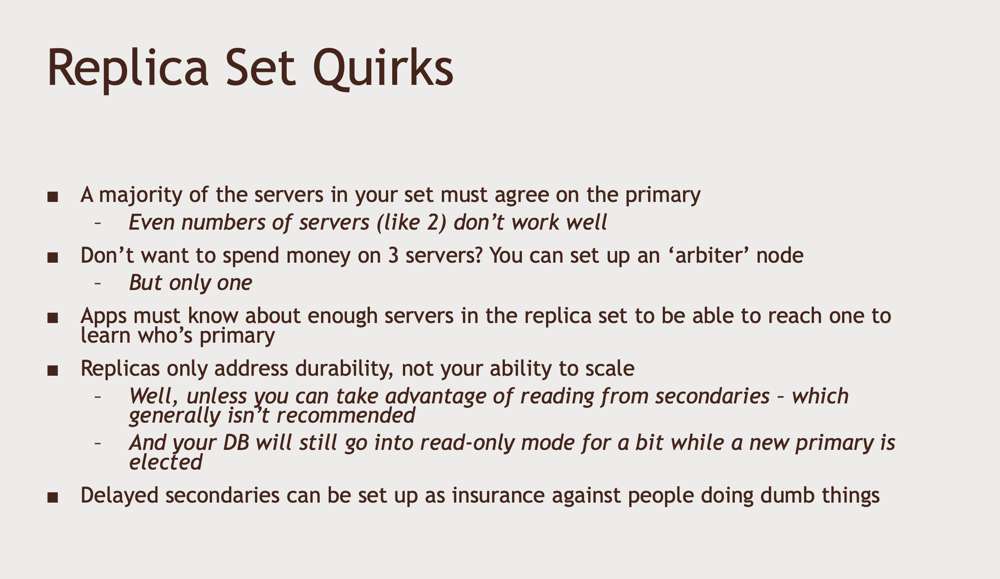 Replica Set Quirks
■ A majority of the servers in your set must agree on the primary
– Even numbers of servers (like 2) don’t work well
■ Don’t want to spend money on 3 servers? You can set up an ‘arbiter’ node
– But only one
■ Apps must know about enough servers in the replica set to be able to reach one to
learn who’s primary
■ Replicas only address durability, not your ability to scale
– Well, unless you can take advantage of reading from secondaries – which
generally isn’t recommended
– And your DB will still go into read-only mode for a bit while a new primary is
elected
■ Delayed secondaries can be set up as insurance against people doing dumb things